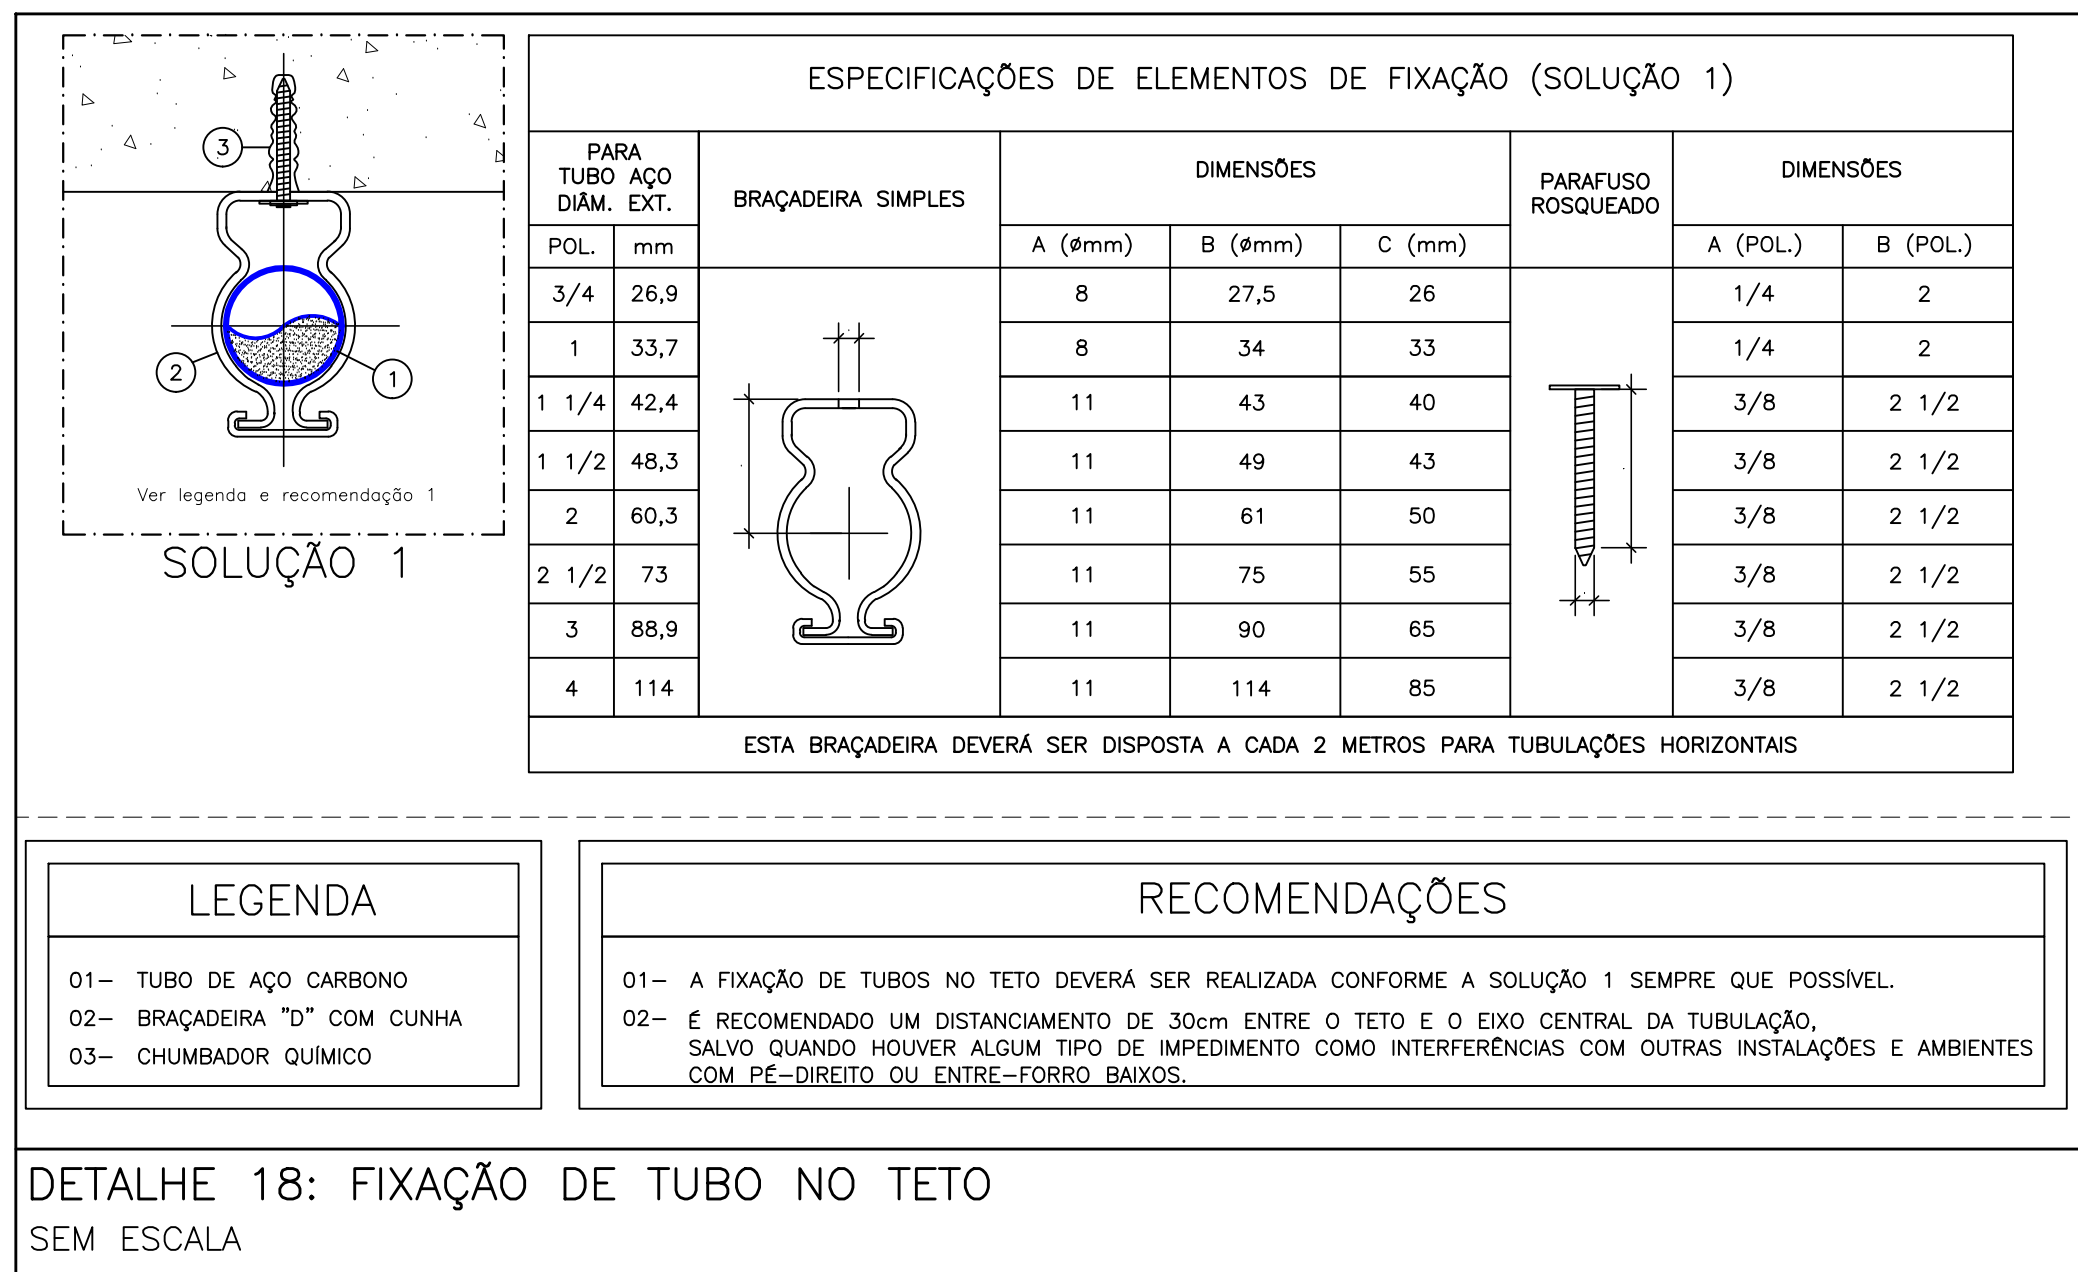 3
2
1
Ver legenda e recomendação 1
SOLUÇÃO 1
ESPECIFICAÇÕES DE ELEMENTOS DE FIXAÇÃO (SOLUÇÃO 1)
PARA
TUBO AÇO
DIÂM. EXT.
BRAÇADEIRA SIMPLES
DIMENSÕES
PARAFUSO
ROSQUEADO
DIMENSÕES
POL. mm A (ømm) B (ømm) C (mm) A (POL.) B (POL.)
3/4 26,9 8 27,5 26 1/4 2
1 33,7 8 34 33 1/4 2
1 1/4 42,4 11 43 40 3/8 2 1/2
1 1/2 48,3 11 49 43 3/8 2 1/2
2 60,3 11 61 50 3/8 2 1/2
2 1/2 73 11 75 55 3/8 2 1/2
3 88,9 11 90 65 3/8 2 1/2
4 114 11 114 85 3/8 2 1/2
ESTA BRAÇADEIRA DEVERÁ SER DISPOSTA A CADA 2 METROS PARA TUBULAÇÕES HORIZONTAIS
LEGENDA
01– TUBO DE AÇO CARBONO
02– BRAÇADEIRA "D" COM CUNHA
03– CHUMBADOR QUÍMICO
RECOMENDAÇÕES
01– A FIXAÇÃO DE TUBOS NO TETO DEVERÁ SER REALIZADA CONFORME A SOLUÇÃO 1 SEMPRE QUE POSSÍVEL.
02– É RECOMENDADO UM DISTANCIAMENTO DE 30cm ENTRE O TETO E O EIXO CENTRAL DA TUBULAÇÃO,
SALVO QUANDO HOUVER ALGUM TIPO DE IMPEDIMENTO COMO INTERFERÊNCIAS COM OUTRAS INSTALAÇÕES E AMBIENTES
COM PÉ–DIREITO OU ENTRE–FORRO BAIXOS.
DETALHE 18: FIXAÇÃO DE TUBO NO TETO
SEM ESCALA